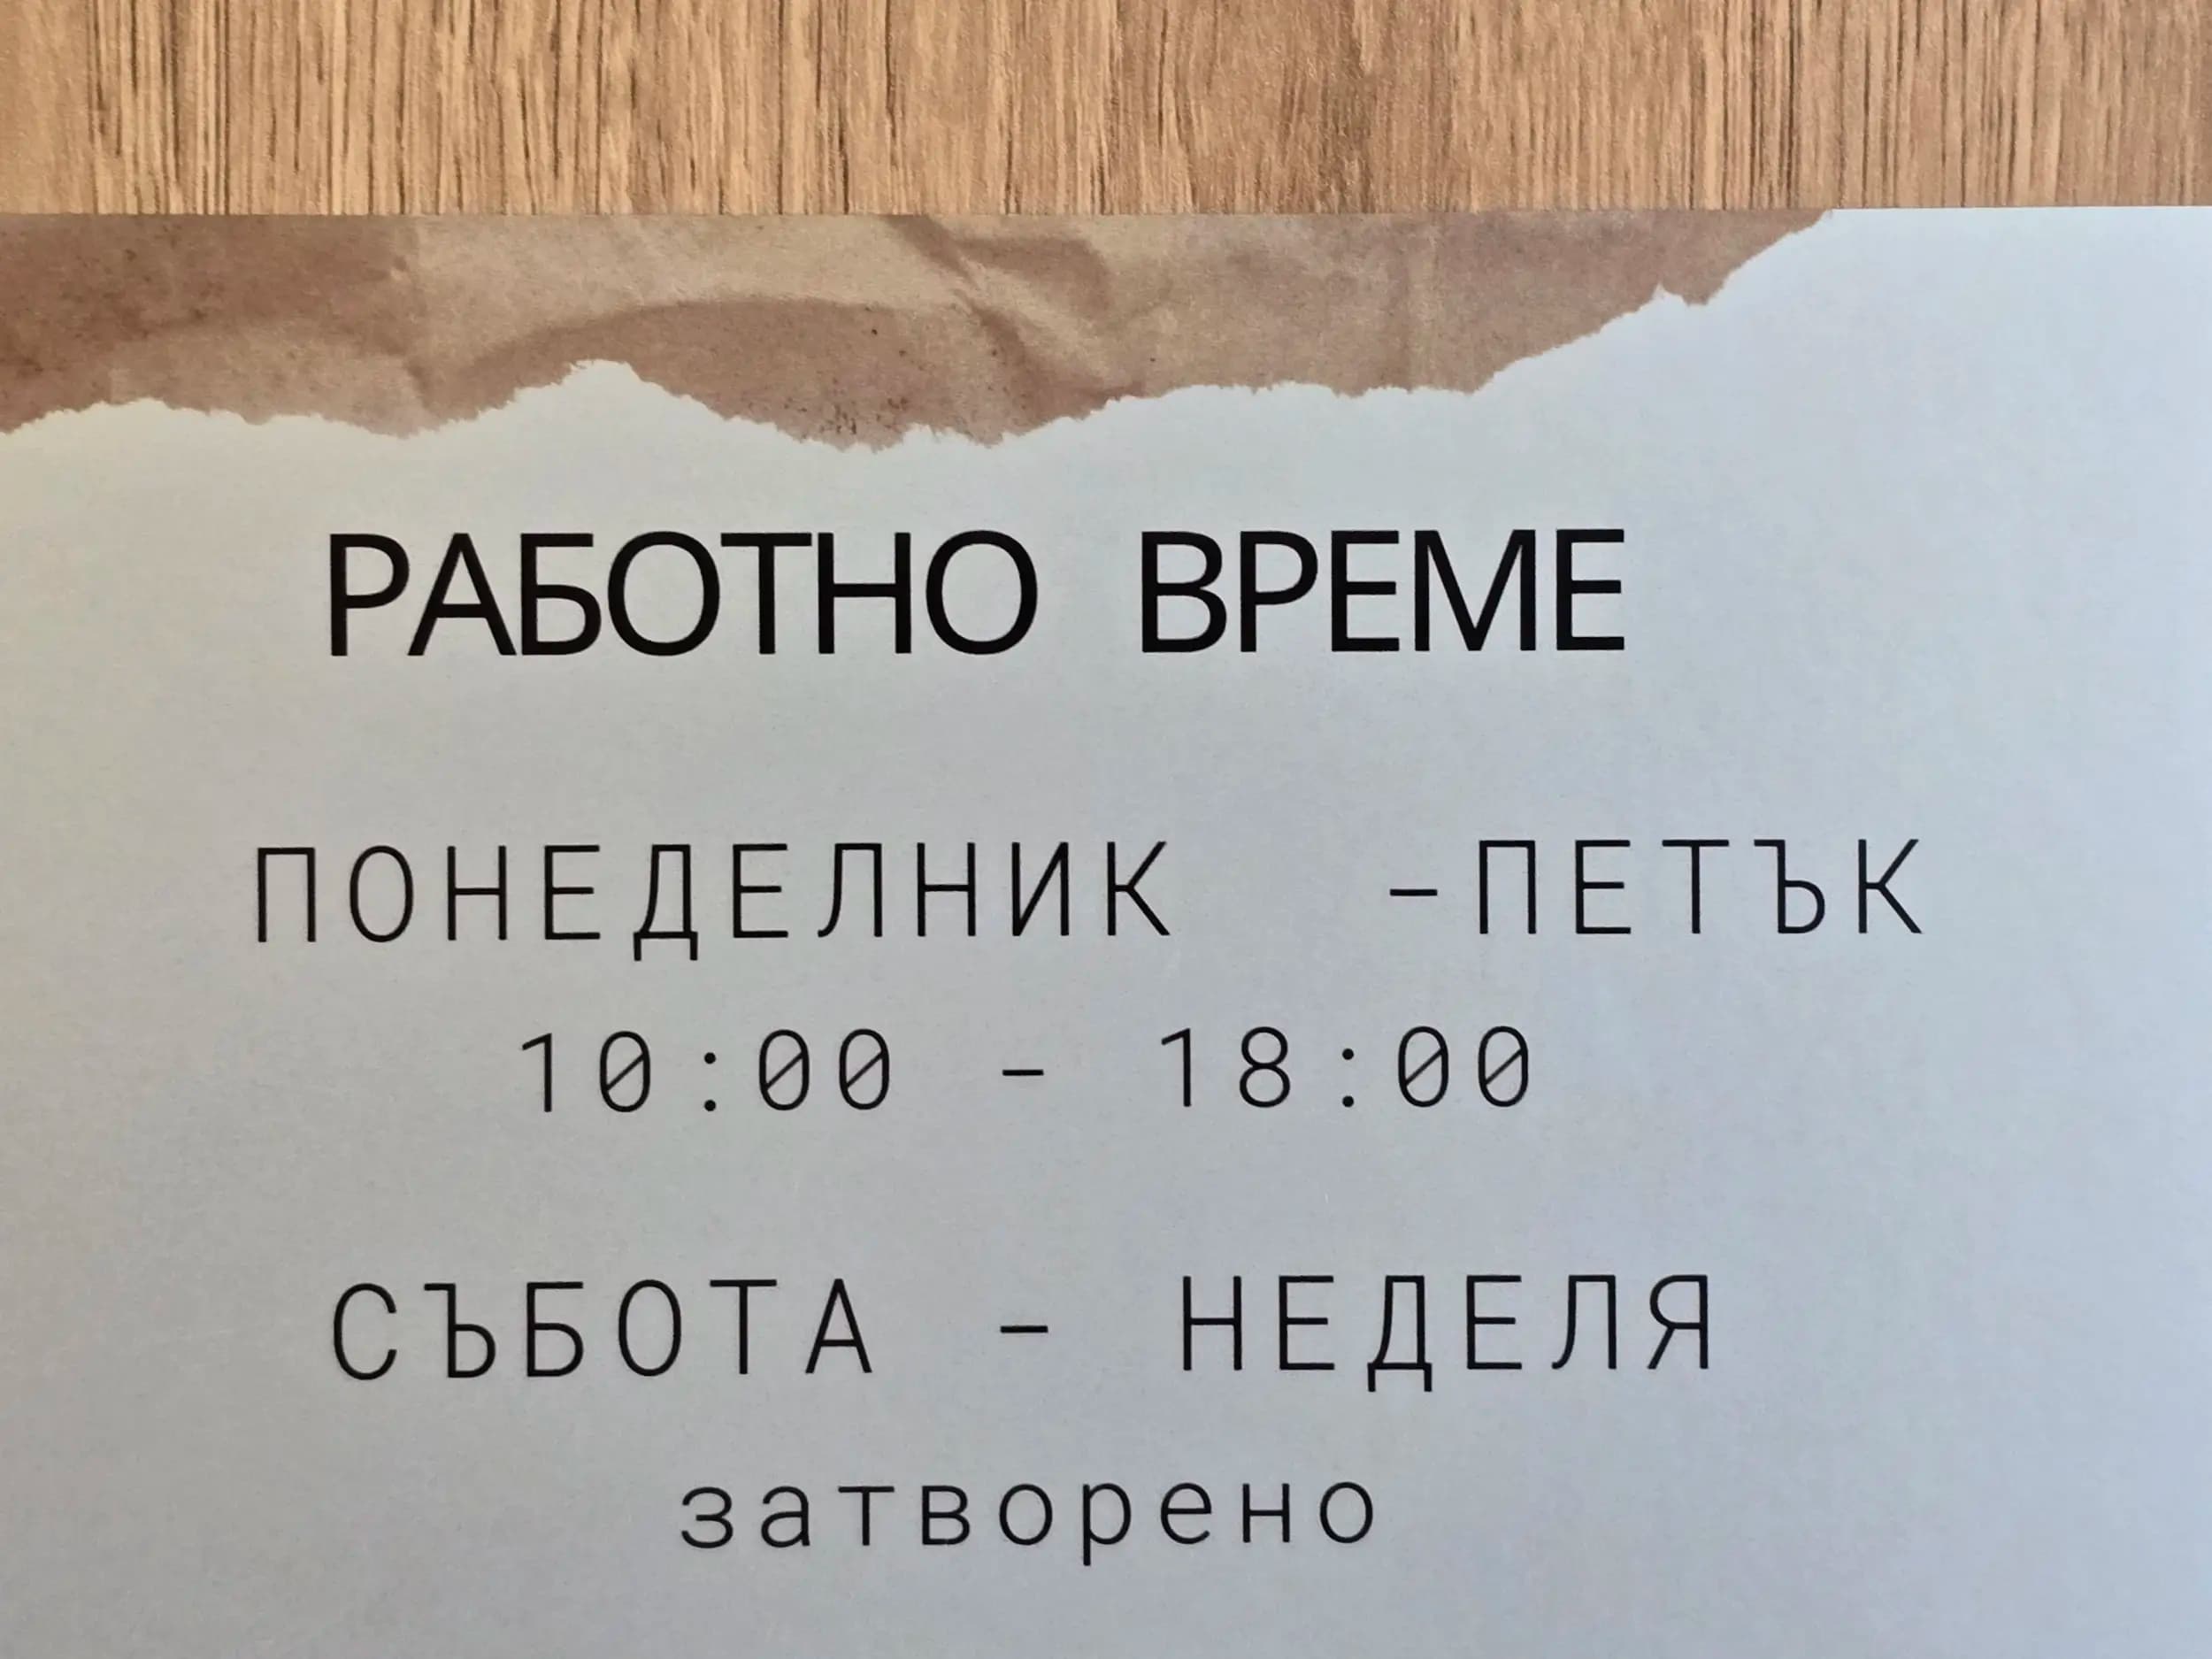 РАБОТНО ВРЕМЕ
ПОНЕДЕЛНИК -ПЕТЪК
10:00 - 18:00
СЪБОТА - НЕДЕЛЯ
затворено